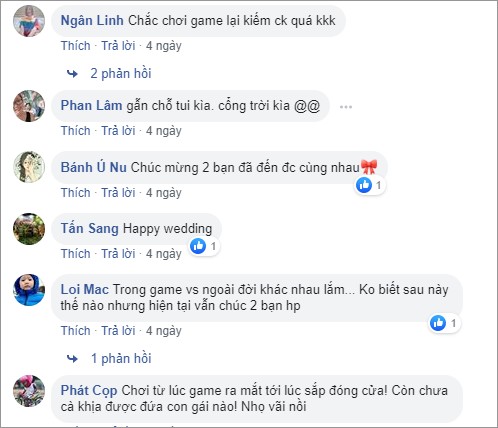 Ngân Linh Chắc chơi game lại kiếm ck quá kkk
Thích · Trả lời · 4 ngày
2 phản hồi
Phan Lâm gẫn chỗ tui kìa. cổng trời kìa @@
Thích · Trả lời · 4 ngày
Bánh Ú Nu Chúc mừng 2 bạn đã đến đc cùng nhau🎀
1
Thích · Trả lời · 4 ngày
Tấn Sang Happy wedding
1
Thích · Trả lời · 4 ngày
Loi Mac Trong game vs ngoài đời khác nhau lắm... Ko biết sau này
thế nào nhưng hiện tại vẫn chúc 2 bạn hp
1
Thích · Trả lời · 4 ngày
1 phản hồi
Phát Cọp Chơi từ lúc game ra mắt tới lúc sắp đóng cửa! Còn chưa
cà khịa được đứa con gái nào! Nhọ vãi nồi
Thích · Trả lời · 4 ngày